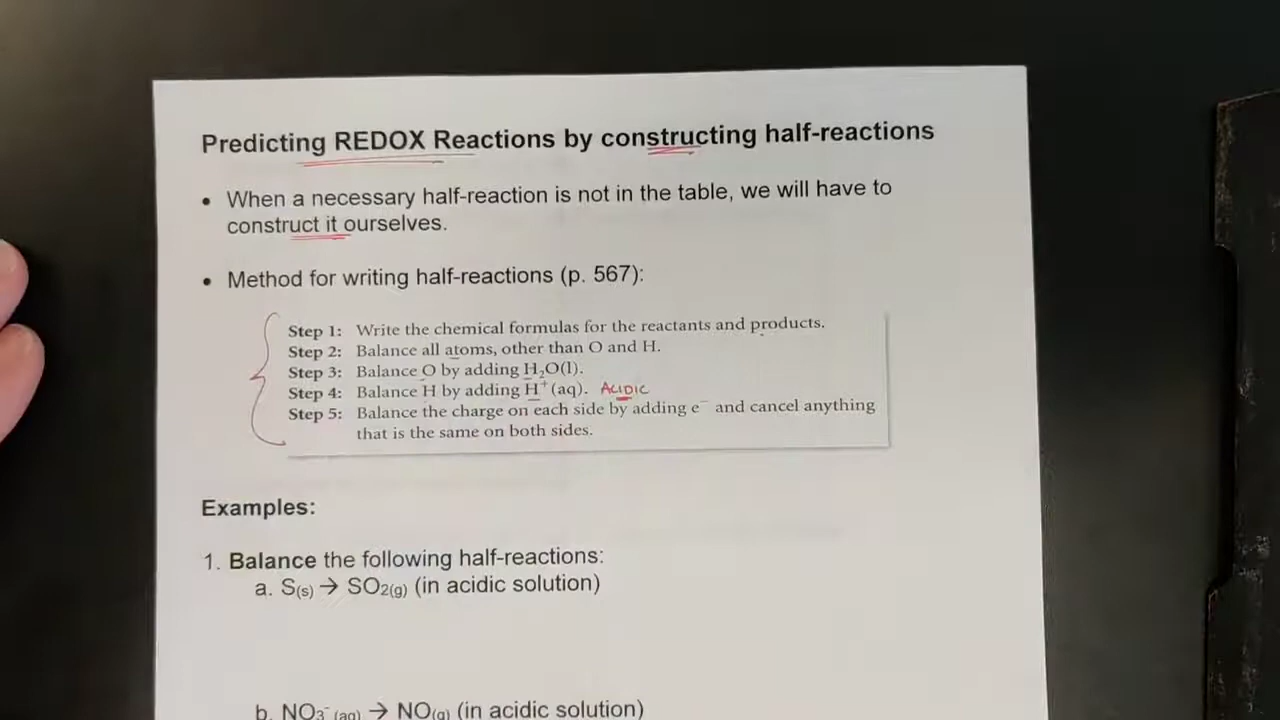 Predicting REDOX Reactions by constructing half-reactions
• When a necessary half-reaction is not in the table, we will have to
construct it ourselves.
• Method for writing half-reactions (p. 567):
Step 1: Write the chemical formulas for the reactants and products.
Step 2: Balance all atoms, other than O and H.
Step 3: Balance O by adding H₂O(l).
Step 4: Balance H by adding H⁺(aq). ACIDIC
Step 5: Balance the charge on each side by adding e⁻ and cancel anything
that is the same on both sides.
Examples:
1. Balance the following half-reactions:
a. S(s) → SO2(g) (in acidic solution)
b. NO3⁻(aq) → NO(g) (in acidic solution)